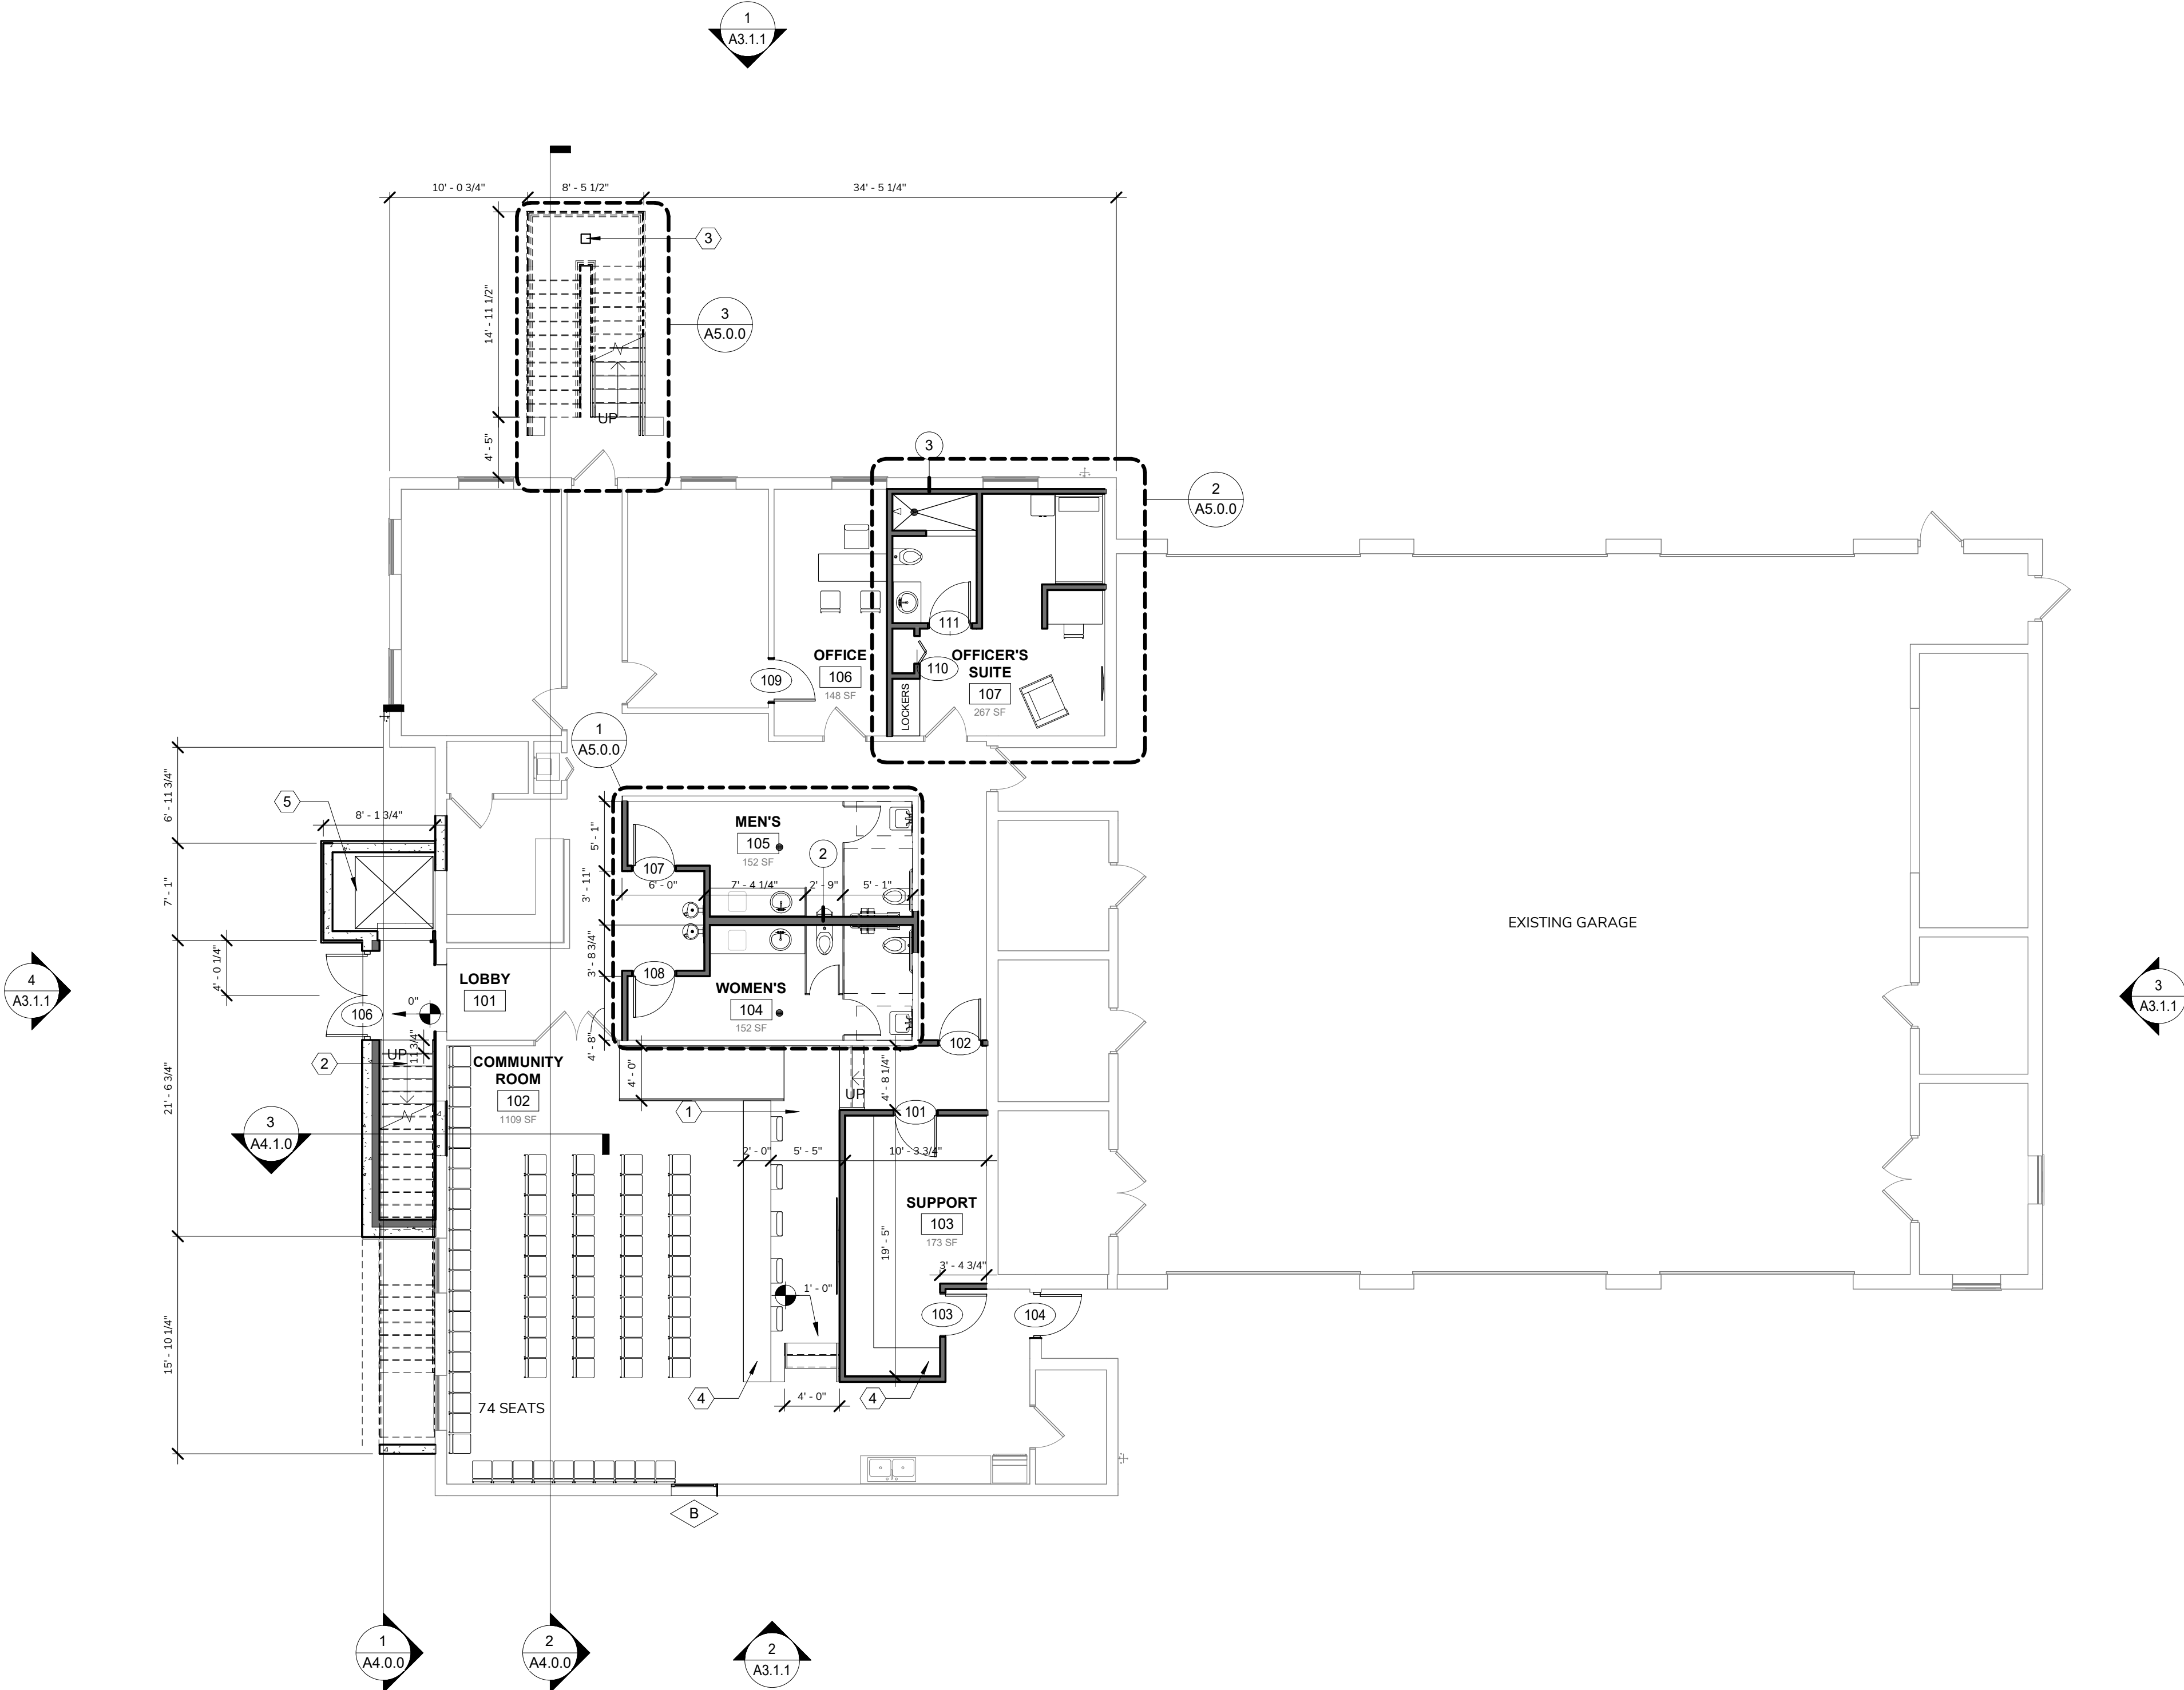 1
A3.1.1
10' - 0 3/4"
8' - 5 1/2"
34' - 5 1/4"
3
14' - 11 1/2"
3
A5.0.0
UP
4' - 5"
3
2
A5.0.0
111
OFFICE
106
148 SF
OFFICER'S
SUITE
107
267 SF
110
109
LOCKERS
1
A5.0.0
6' - 11 3/4"
5
8' - 1 3/4"
7' - 1"
4' - 0 1/4"
MEN'S
105
152 SF
2
107
5' - 1"
3' - 11"
6' - 0"
7' - 4 1/4"
2' - 9"
5' - 1"
3' - 8 3/4"
108
WOMEN'S
104
152 SF
EXISTING GARAGE
4
A3.1.1
3
A3.1.1
LOBBY
101
0"
106
11 3/4"
UP
2
4' - 8"
102
COMMUNITY
ROOM
102
1109 SF
4' - 0"
4' - 8 1/4"
UP
1
101
21' - 6 3/4"
3
A4.1.0
2' - 0"
5' - 5"
10' - 3 3/4"
SUPPORT
103
173 SF
19' - 5"
3' - 4 3/4"
1' - 0"
103
104
15' - 10 1/4"
4
4' - 0"
4
74 SEATS
B
1
A4.0.0
2
A4.0.0
2
A3.1.1